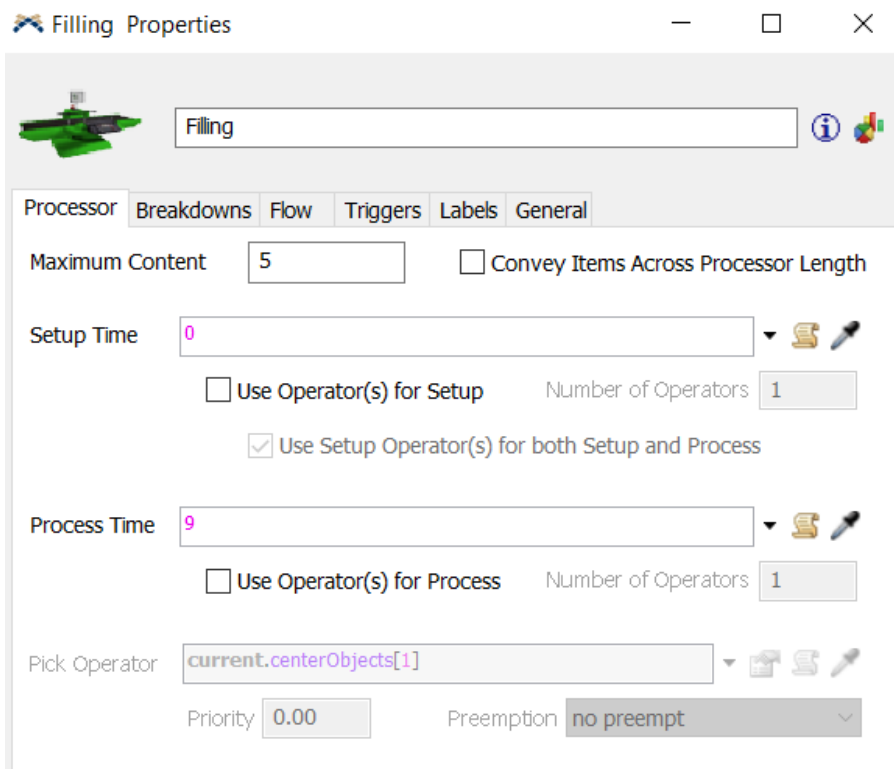 Filling Properties
Filling
Processor Breakdowns Flow Triggers Labels General
Maximum Content 5 Convey Items Across Processor Length
Setup Time 0
Use Operator(s) for Setup Number of Operators 1
Use Setup Operator(s) for both Setup and Process
Process Time 9
Use Operator(s) for Process Number of Operators 1
Pick Operator current.centerObjects[1]
Priority 0.00 Preemption no preempt